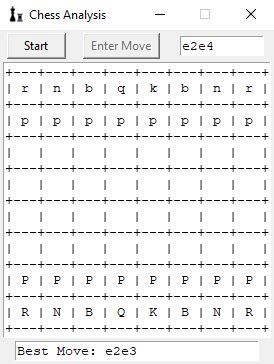 Chess Analysis
Start Enter Move e2e4
+---+---+---+---+---+---+---+---+
| r | n | b | q | k | b | n | r |
+---+---+---+---+---+---+---+---+
| p | p | p | p | p | p | p | p |
+---+---+---+---+---+---+---+---+
|   |   |   |   |   |   |   |   |
+---+---+---+---+---+---+---+---+
|   |   |   |   |   |   |   |   |
+---+---+---+---+---+---+---+---+
|   |   |   |   |   |   |   |   |
+---+---+---+---+---+---+---+---+
|   |   |   |   |   |   |   |   |
+---+---+---+---+---+---+---+---+
| P | P | P | P | P | P | P | P |
+---+---+---+---+---+---+---+---+
| R | N | B | Q | K | B | N | R |
+---+---+---+---+---+---+---+---+
Best Move: e2e3